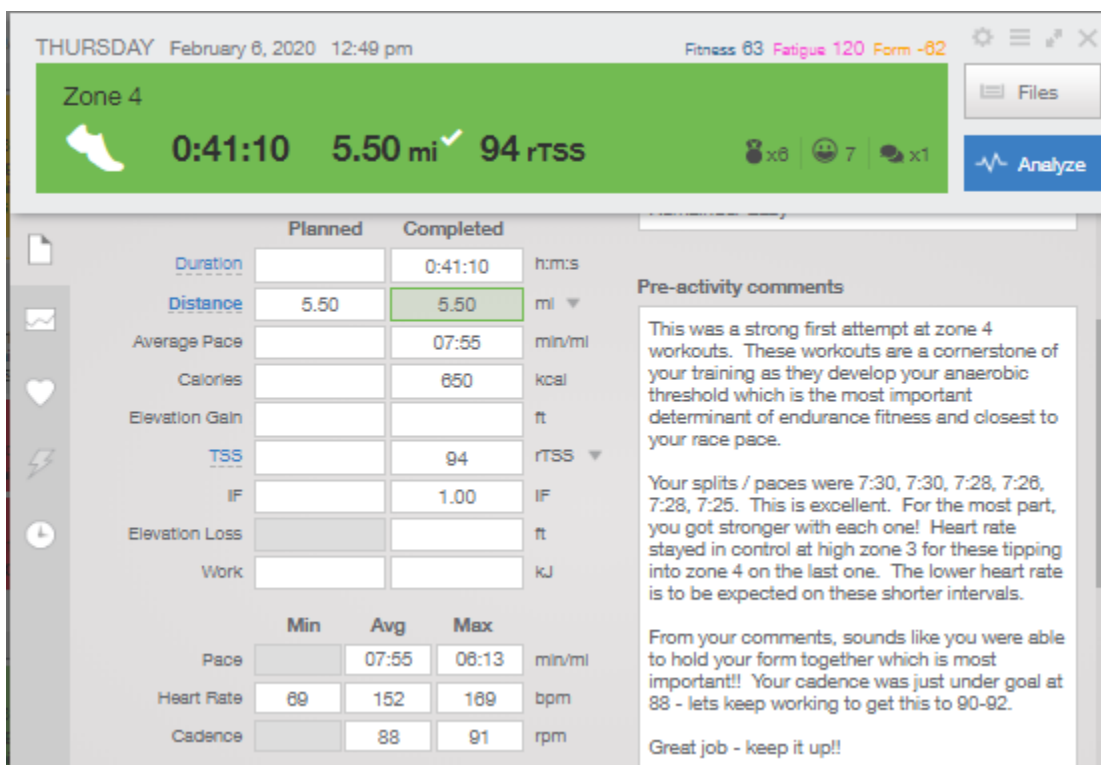 THURSDAY February 6, 2020 12:49 pm Fitness 63 Fatigue 120 Form -62
Zone 4
0:41:10 5.50 mi 94 rTSS x6 7 x1
Files
Analyze
Planned Completed
Duration 0:41:10 h:m:s
Distance 5.50 5.50 mi
Average Pace 07:55 min/mi
Calories 650 kcal
Elevation Gain ft
TSS 94 rTSS
IF 1.00 IF
Elevation Loss ft
Work kJ
Min Avg Max
Pace 07:55 06:13 min/mi
Heart Rate 69 152 169 bpm
Cadence 88 91 rpm
Pre-activity comments
This was a strong first attempt at zone 4
workouts. These workouts are a cornerstone of
your training as they develop your anaerobic
threshold which is the most important
determinant of endurance fitness and closest to
your race pace.
Your splits / paces were 7:30, 7:30, 7:28, 7:26,
7:28, 7:25. This is excellent. For the most part,
you got stronger with each one! Heart rate
stayed in control at high zone 3 for these tipping
into zone 4 on the last one. The lower heart rate
is to be expected on these shorter intervals.
From your comments, sounds like you were able
to hold your form together which is most
important!! Your cadence was just under goal at
88 - lets keep working to get this to 90-92.
Great job - keep it up!!